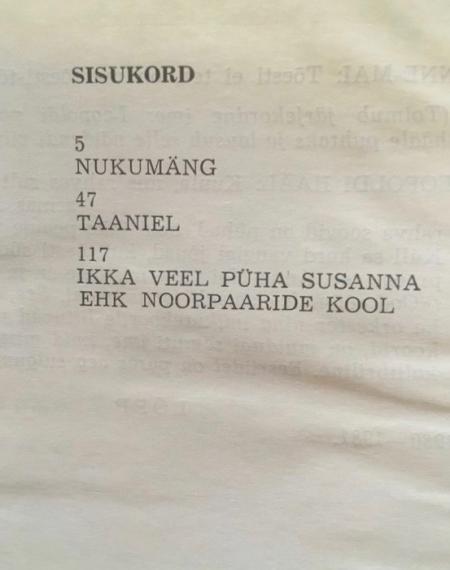 SISUKORD
5
NUKUMÄNG
47
TAANIEL
117
IKKA VEEL PÜHA SUSANNA
EHK NOORPAARIDE KOOL